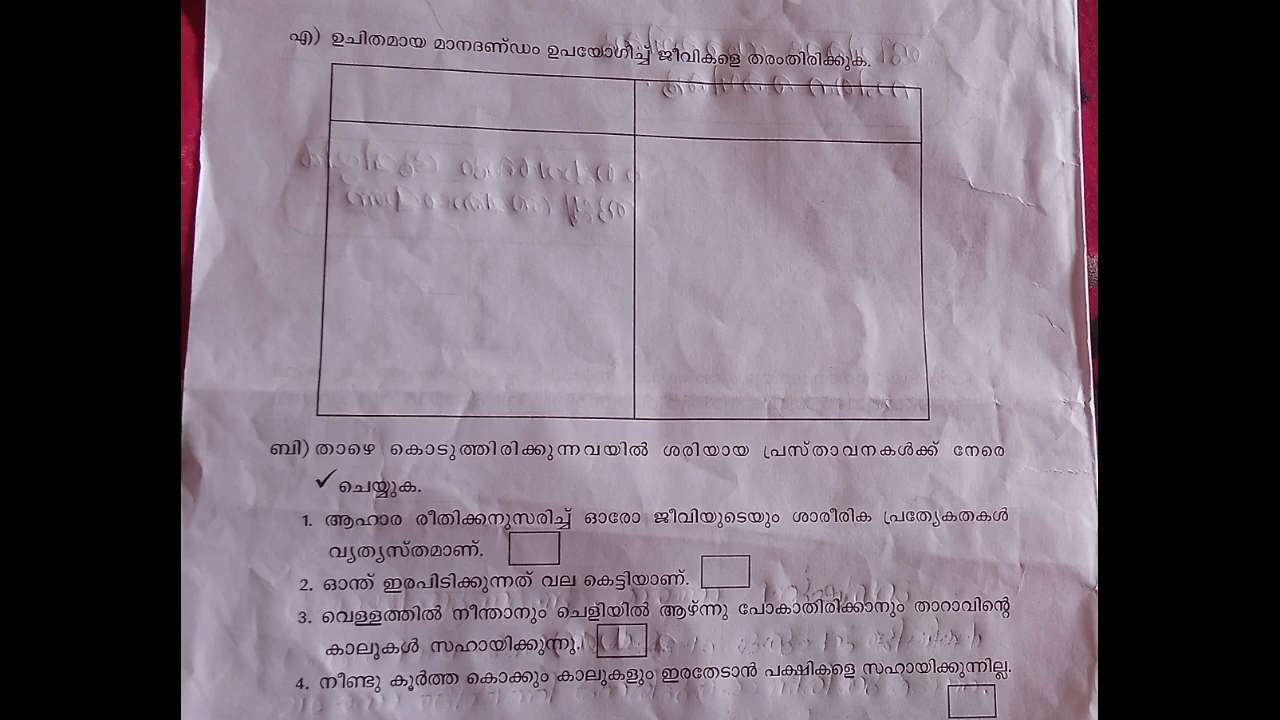 എ) ഉചിതമായ മാനദണ്ഡം ഉപയോഗിച്ച് ജീവികളെ തരംതിരിക്കുക.
ബി) താഴെ കൊടുത്തിരിക്കുന്നവയിൽ ശരിയായ പ്രസ്താവനകൾക്ക് നേരെ
✓ ചെയ്യുക.
1. ആഹാര രീതിക്കനുസരിച്ച് ഓരോ ജീവിയുടെയും ശാരീരിക പ്രത്യേകതകൾ
വ്യത്യസ്തമാണ്.
2. ഓന്ത് ഇരപിടിക്കുന്നത് വല കെട്ടിയാണ്.
3. വെള്ളത്തിൽ നീന്താനും ചെളിയിൽ ആഴ്ന്നു പോകാതിരിക്കാനും താറാവിന്റെ
കാലുകൾ സഹായിക്കുന്നു.
4. നീണ്ടു കൂർത്ത കൊക്കും കാലുകളും ഇരതേടാൻ പക്ഷികളെ സഹായിക്കുന്നില്ല.